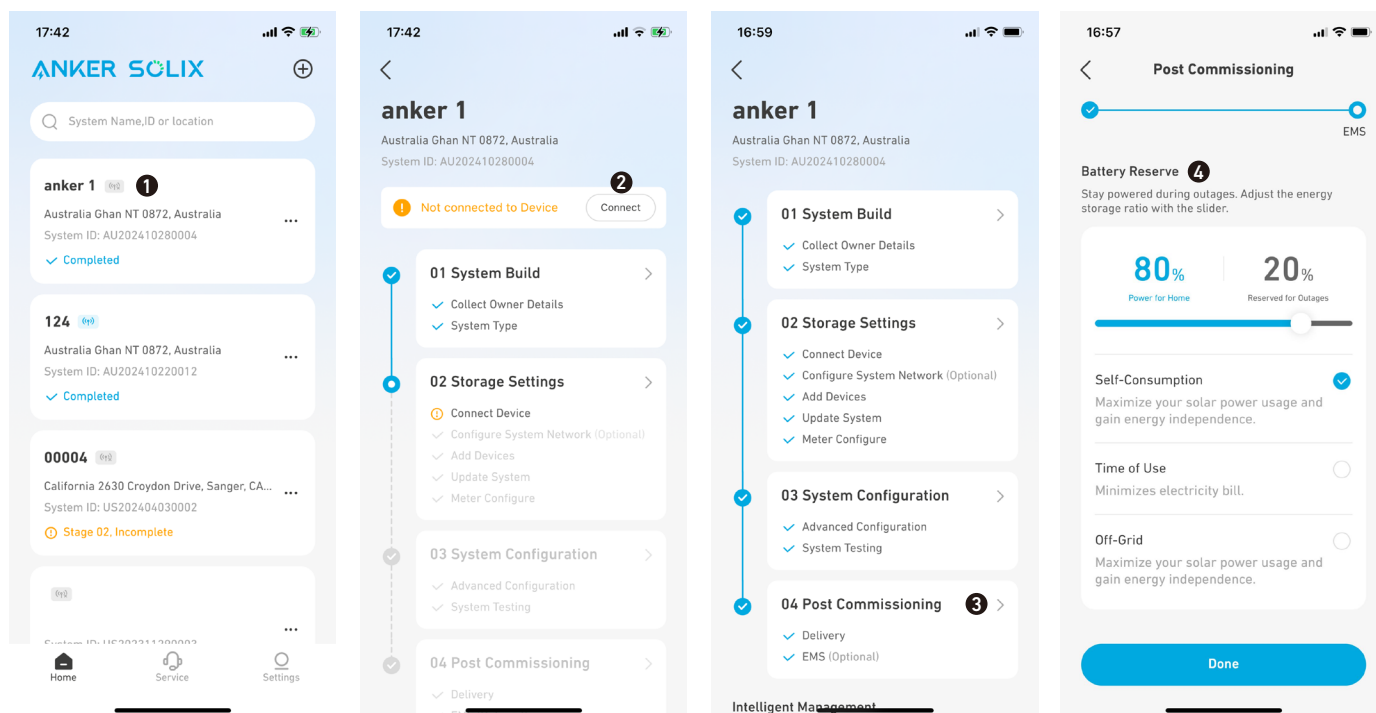 17:42
ANKER SOLIX
System Name,ID or location
anker 1
1
Australia Ghan NT 0872, Australia
System ID: AU202410280004
Completed
124
Australia Ghan NT 0872, Australia
System ID: AU202410220012
Completed
00004
California 2630 Croydon Drive, Sanger, CA...
System ID: US202404030002
Stage 02, Incomplete
Home
Service
Settings
17:42
anker 1
Australia Ghan NT 0872, Australia
System ID: AU202410280004
2
Not connected to Device
Connect
01 System Build
Collect Owner Details
System Type
02 Storage Settings
Connect Device
Configure System Network (Optional)
Add Devices
Update System
Meter Configure
03 System Configuration
Advanced Configuration
System Testing
04 Post Commissioning
Delivery
16:59
anker 1
Australia Ghan NT 0872, Australia
System ID: AU202410280004
01 System Build
Collect Owner Details
System Type
02 Storage Settings
Connect Device
Configure System Network (Optional)
Add Devices
Update System
Meter Configure
03 System Configuration
Advanced Configuration
System Testing
04 Post Commissioning
3
Delivery
EMS (Optional)
Intelligent Management
16:57
Post Commissioning
EMS
Battery Reserve
4
Stay powered during outages. Adjust the energy
storage ratio with the slider.
80%
Power for Home
20%
Reserved for Outages
Self-Consumption
Maximize your solar power usage and
gain energy independence.
Time of Use
Minimizes electricity bill.
Off-Grid
Maximize your solar power usage and
gain energy independence.
Done